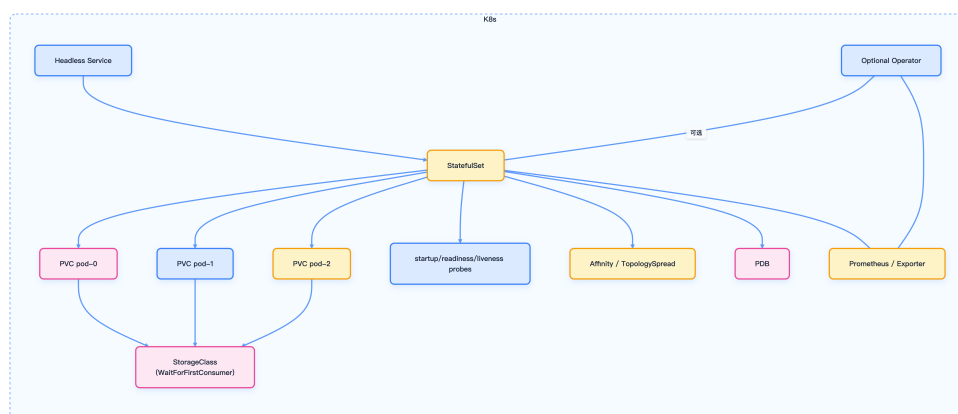 K8s
Headless Service
Optional Operator
可选
StatefulSet
PVC pod-0
PVC pod-1
PVC pod-2
startup/readiness/liveness
probes
Affinity / TopologySpread
PDB
Prometheus / Exporter
StorageClass
(WaitForFirstConsumer)